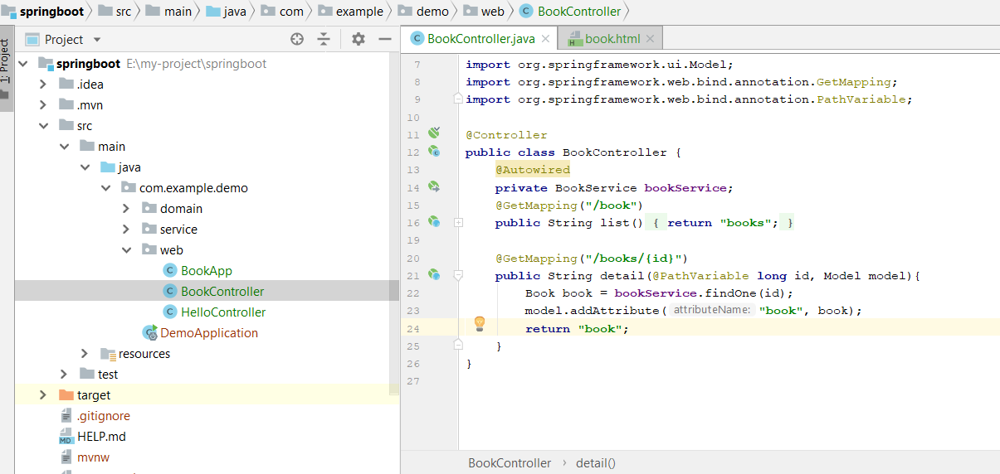 springboot src main java com example demo web BookController
1: Project
Project
springboot E:\my-project\springboot
.idea
.mvn
src
main
java
com.example.demo
domain
service
web
BookApp
BookController
HelloController
DemoApplication
resources
test
target
.gitignore
HELP.md
mvnw
BookController.java book.html
7 import org.springframework.ui.Model;
8 import org.springframework.web.bind.annotation.GetMapping;
9 import org.springframework.web.bind.annotation.PathVariable;
10
11 @Controller
12 public class BookController {
13 @Autowired
14 private BookService bookService;
15 @GetMapping("/book")
16 public String list() { return "books"; }
19
20 @GetMapping("/books/{id}")
21 public String detail(@PathVariable long id, Model model){
22 Book book = bookService.findOne(id);
23 model.addAttribute( attributeName: "book", book);
24 return "book";
25 }
26 }
27
BookController › detail()